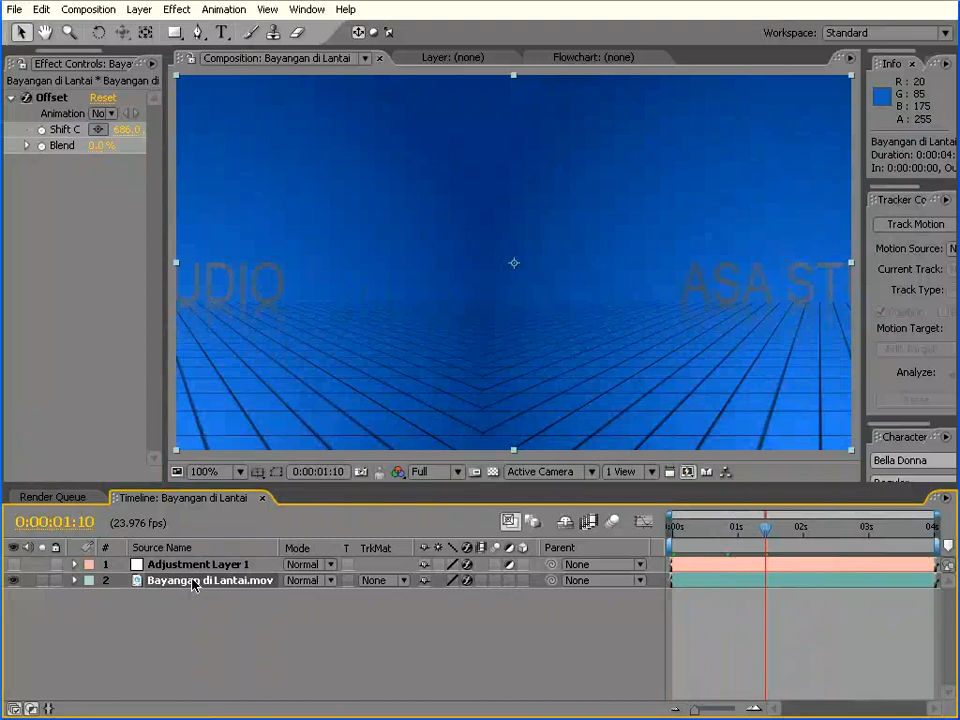 File Edit Composition Layer Effect Animation View Window Help
Workspace: Standard
Effect Controls: Baya
Composition: Bayangan di Lantai
Layer: (none)
Flowchart: (none)
Info
Bayangan di Lantai * Bayangan di
Offset Reset
Animation No
Shift C 686.0
Blend 0.0 %
R : 20
G : 85
B : 175
A : 255
Bayangan di Lantai
Duration: 0:00:04:
In: 0:00:00:00, Ou
Tracker Co
Track Motion
Motion Source: N
Current Track:
Track Type:
Motion Target:
Analyze:
Character
Bella Donna
Regular
UDIO
ASA ST
100%
0:00:01:10
Full
Active Camera
1 View
Render Queue
Timeline: Bayangan di Lantai
0:00:01:10 (23.976 fps)
:00s 01s 02s 03s 04s
# Source Name Mode T TrkMat Parent
1 Adjustment Layer 1 Normal None
2 Bayangan di Lantai.mov Normal None None